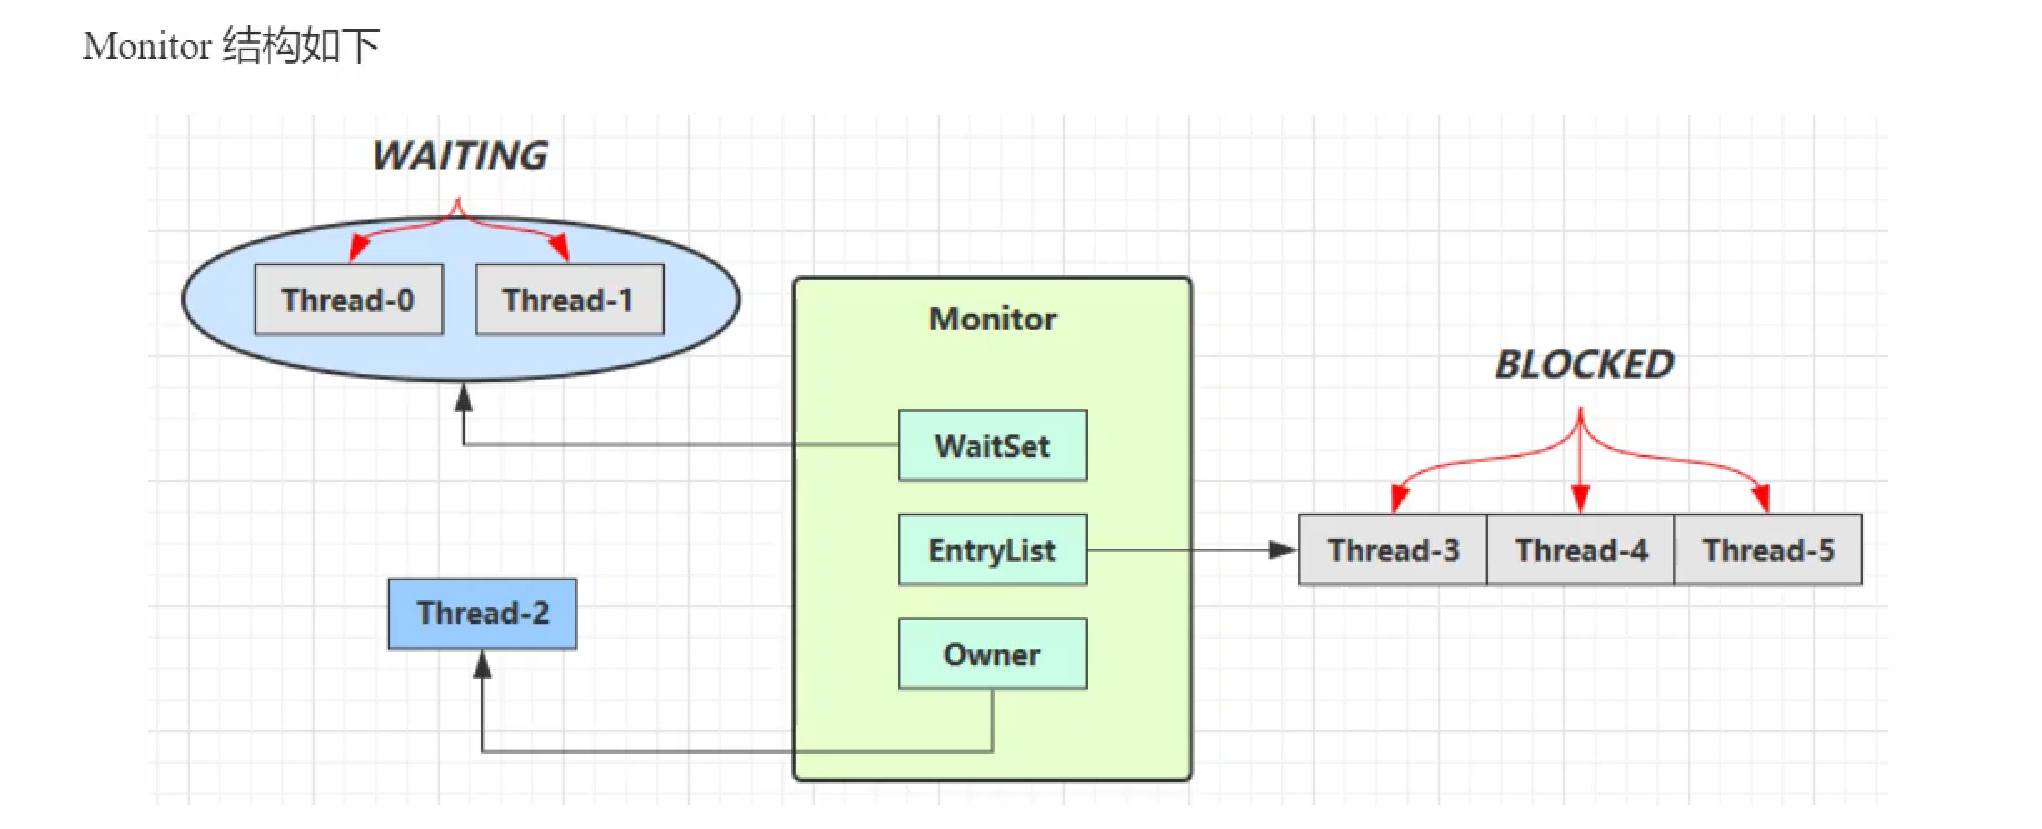 Monitor 结构如下
WAITING
Thread-0 Thread-1
Monitor
WaitSet
EntryList
Owner
Thread-2
BLOCKED
Thread-3 Thread-4 Thread-5